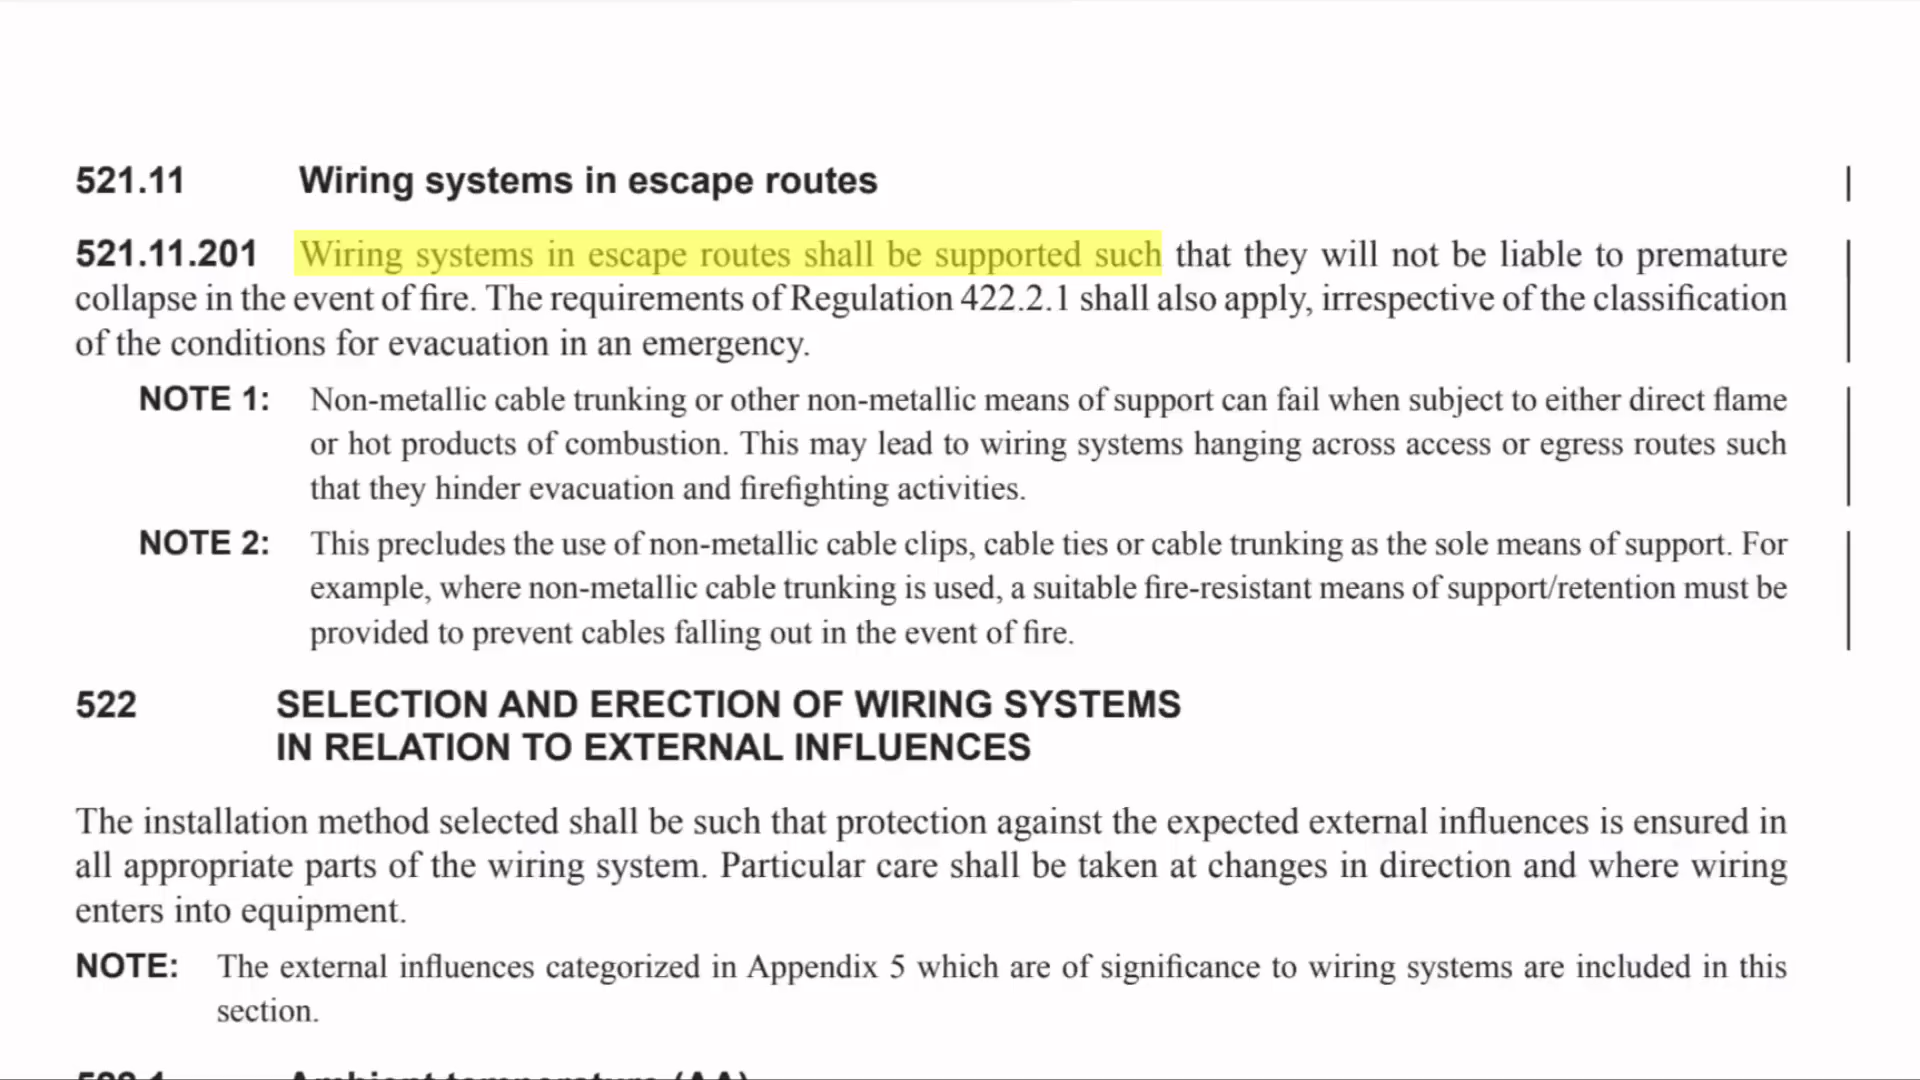 521.11 Wiring systems in escape routes
521.11.201 Wiring systems in escape routes shall be supported such that they will not be liable to premature
collapse in the event of fire. The requirements of Regulation 422.2.1 shall also apply, irrespective of the classification
of the conditions for evacuation in an emergency.
NOTE 1: Non-metallic cable trunking or other non-metallic means of support can fail when subject to either direct flame
or hot products of combustion. This may lead to wiring systems hanging across access or egress routes such
that they hinder evacuation and firefighting activities.
NOTE 2: This precludes the use of non-metallic cable clips, cable ties or cable trunking as the sole means of support. For
example, where non-metallic cable trunking is used, a suitable fire-resistant means of support/retention must be
provided to prevent cables falling out in the event of fire.
522 SELECTION AND ERECTION OF WIRING SYSTEMS
IN RELATION TO EXTERNAL INFLUENCES
The installation method selected shall be such that protection against the expected external influences is ensured in
all appropriate parts of the wiring system. Particular care shall be taken at changes in direction and where wiring
enters into equipment.
NOTE: The external influences categorized in Appendix 5 which are of significance to wiring systems are included in this
section.
522.1 Ambient temperature (AA)